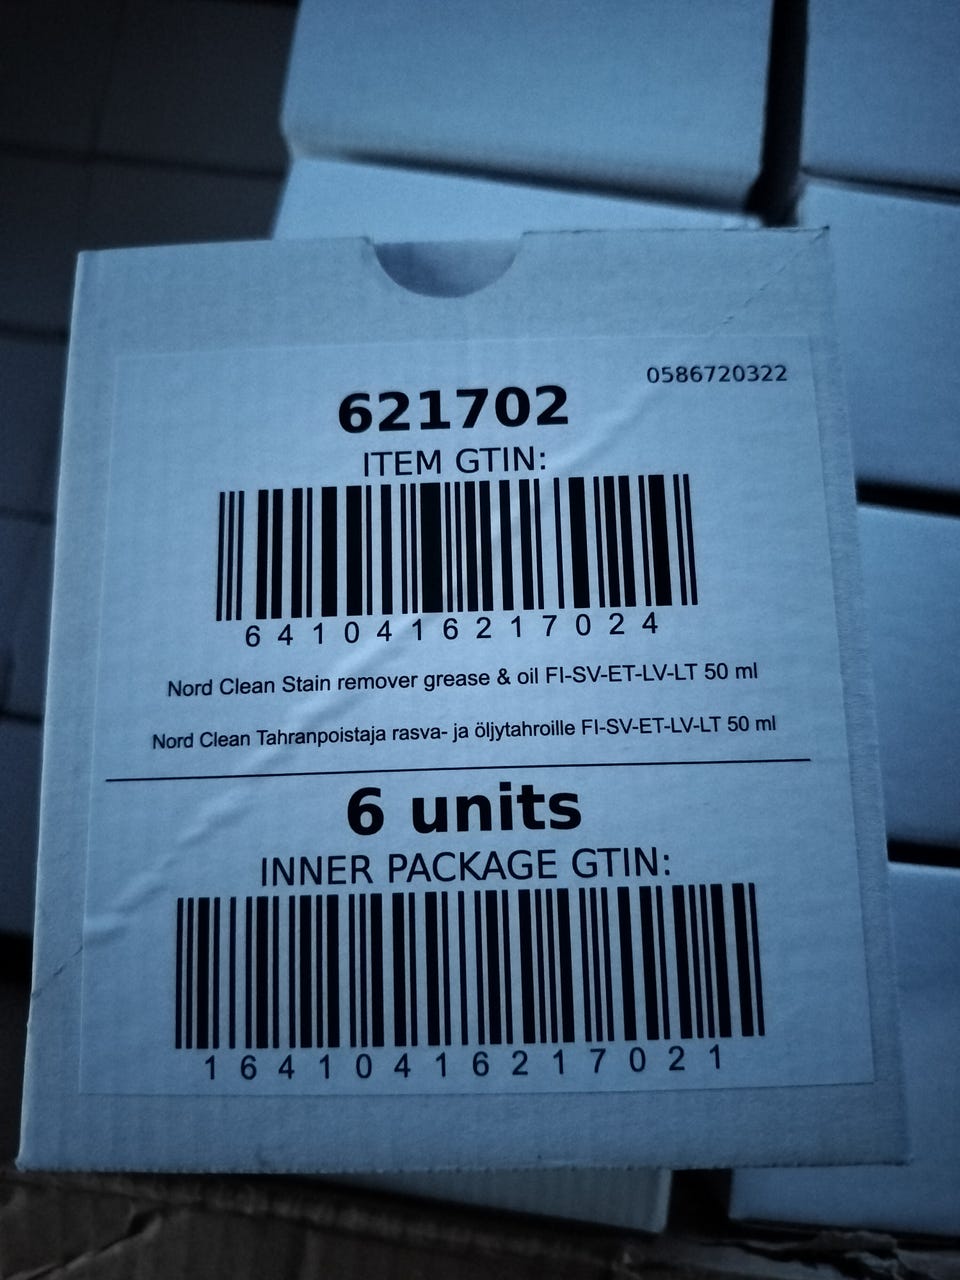 0586720322
621702
ITEM GTIN:
6410416217024
Nord Clean Stain remover grease & oil FI-SV-ET-LV-LT 50 ml
Nord Clean Tahranpoistaja rasva- ja öljytahroille FI-SV-ET-LV-LT 50 ml
6 units
INNER PACKAGE GTIN:
16410416217021